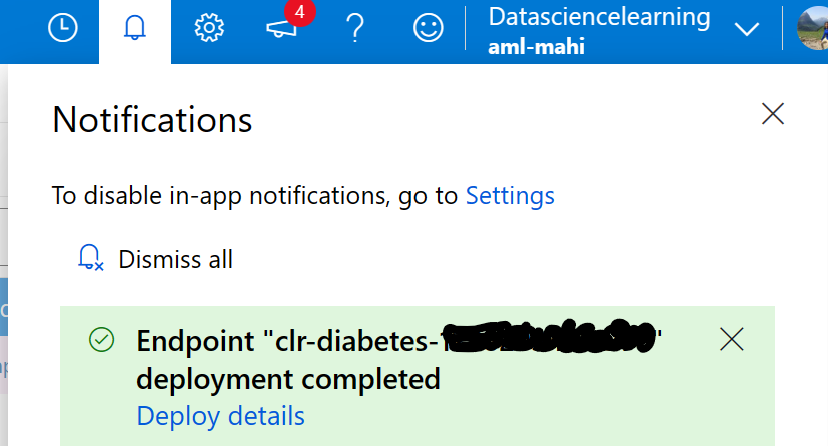 4
Datasciencelearning
aml-mahi
Notifications
To disable in-app notifications, go to Settings
Dismiss all
Endpoint "clr-diabetes-
deployment completed
Deploy details